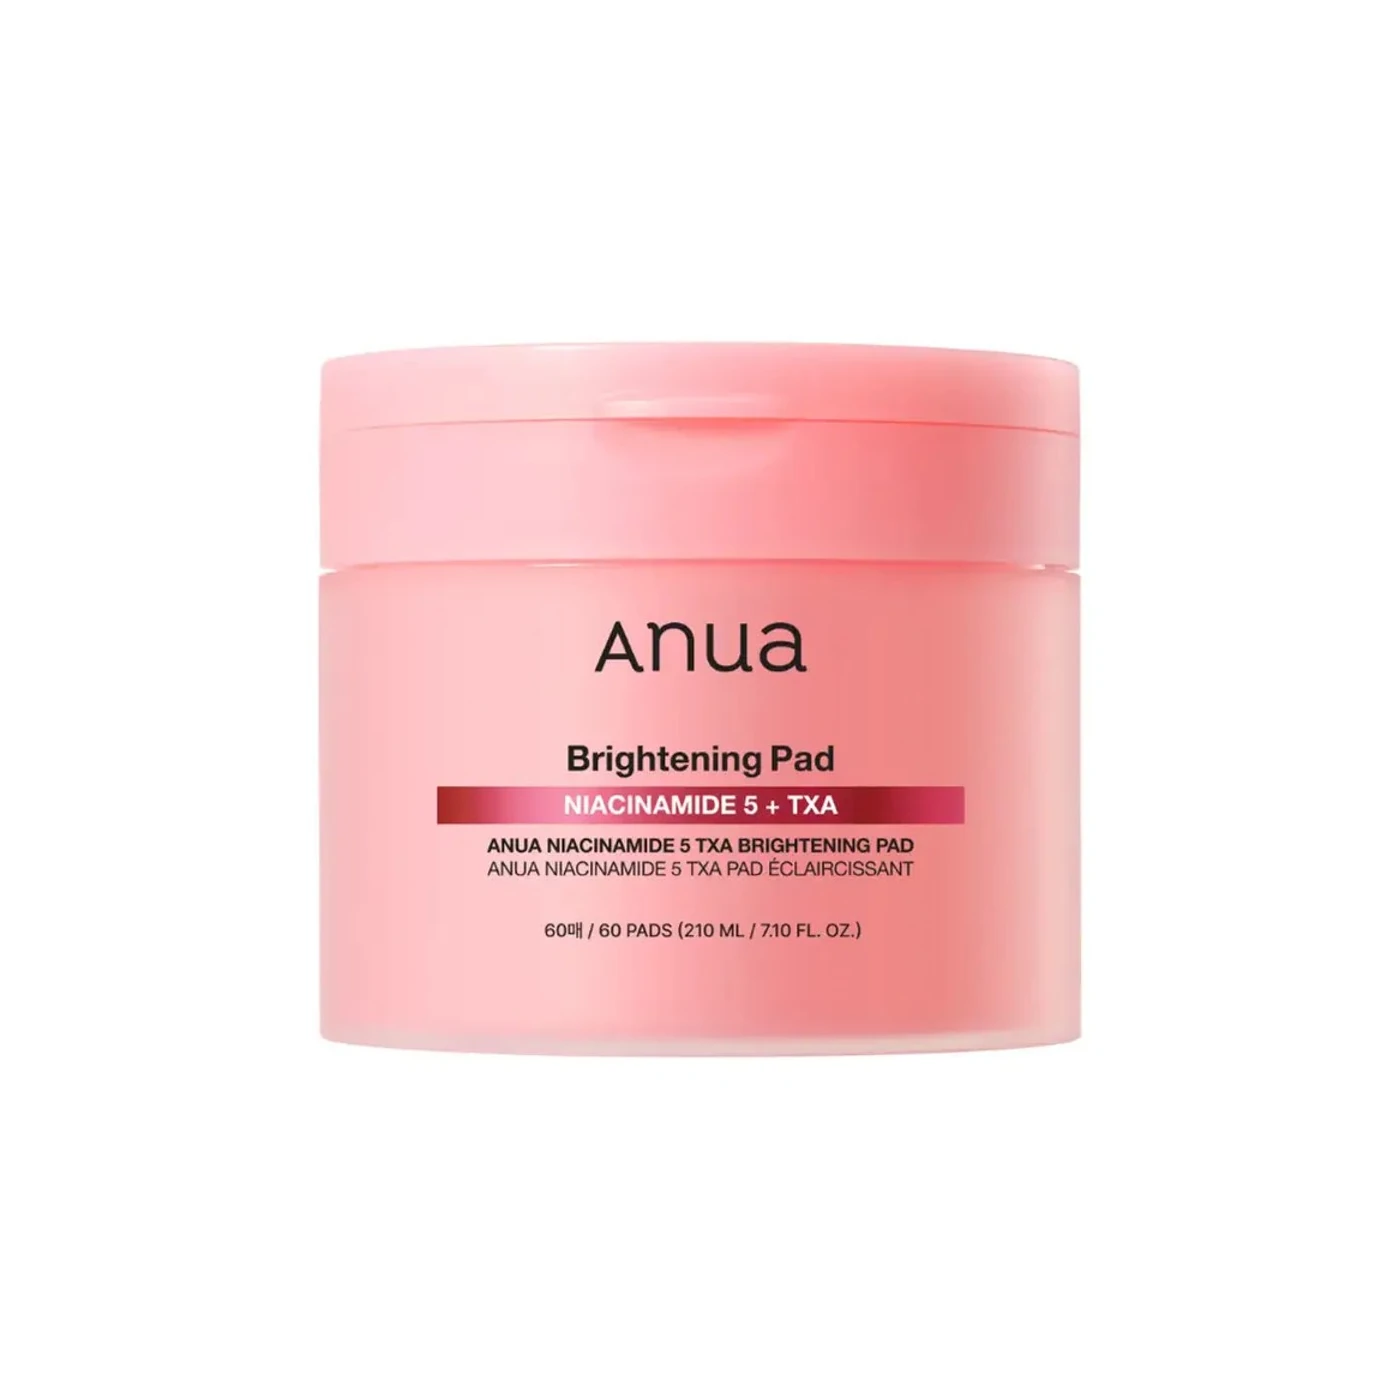 Anua
Brightening Pad
NIACINAMIDE 5 + TXA
ANUA NIACINAMIDE 5 TXA BRIGHTENING PAD
ANUA NIACINAMIDE 5 TXA PAD ÉCLAIRCISSANT
60매 / 60 PADS (210 ML / 7.10 FL. OZ.)